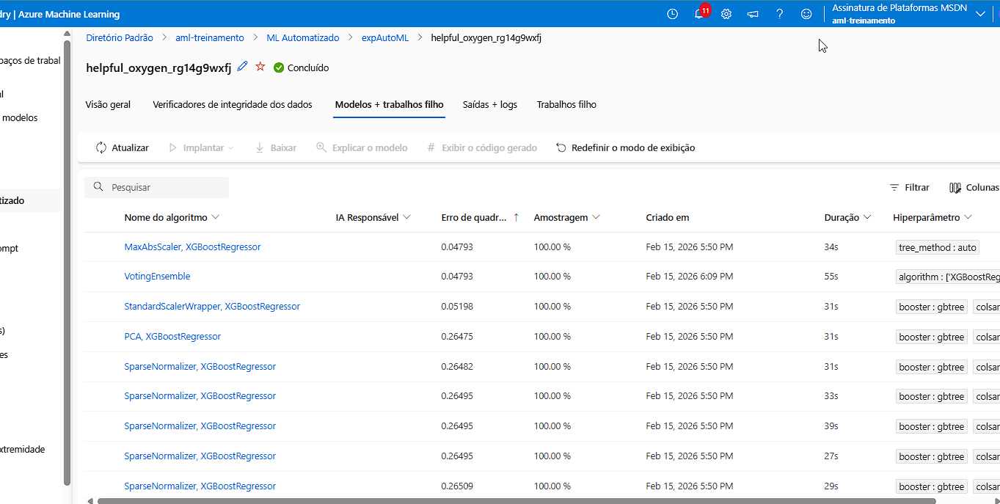 dry | Azure Machine Learning
11
?
Assinatura de Plataformas MSDN
aml-treinamento
Diretório Padrão > aml-treinamento > ML Automatizado > expAutoML > helpful_oxygen_rg14g9wxfj
paços de trabal
helpful_oxygen_rg14g9wxfj Concluído
modelos
Visão geral Verificadores de integridade dos dados Modelos + trabalhos filho Saídas + logs Trabalhos filho
Atualizar Implantar Baixar Explicar o modelo # Exibir o código gerado Redefinir o modo de exibição
Pesquisar Filtrar Colunas
tizado
Nome do algoritmo IA Responsável Erro de quadr... ↑ Amostragem Criado em Duração Hiperparâmetro
MaxAbsScaler, XGBoostRegressor 0.04793 100.00 % Feb 15, 2026 5:50 PM 34s tree_method : auto
ompt
VotingEnsemble 0.04793 100.00 % Feb 15, 2026 6:09 PM 55s algorithm : ['XGBoostReg
StandardScalerWrapper, XGBoostRegressor 0.05198 100.00 % Feb 15, 2026 5:50 PM 31s booster : gbtree colsar
s)
PCA, XGBoostRegressor 0.26475 100.00 % Feb 15, 2026 5:50 PM 31s booster : gbtree colsar
es
SparseNormalizer, XGBoostRegressor 0.26482 100.00 % Feb 15, 2026 5:50 PM 31s booster : gbtree colsar
SparseNormalizer, XGBoostRegressor 0.26495 100.00 % Feb 15, 2026 5:50 PM 33s booster : gbtree colsar
SparseNormalizer, XGBoostRegressor 0.26495 100.00 % Feb 15, 2026 5:50 PM 39s booster : gbtree colsar
xtremidade
SparseNormalizer, XGBoostRegressor 0.26495 100.00 % Feb 15, 2026 5:50 PM 27s booster : gbtree colsar
SparseNormalizer, XGBoostRegressor 0.26509 100.00 % Feb 15, 2026 5:50 PM 29s booster : gbtree colsar